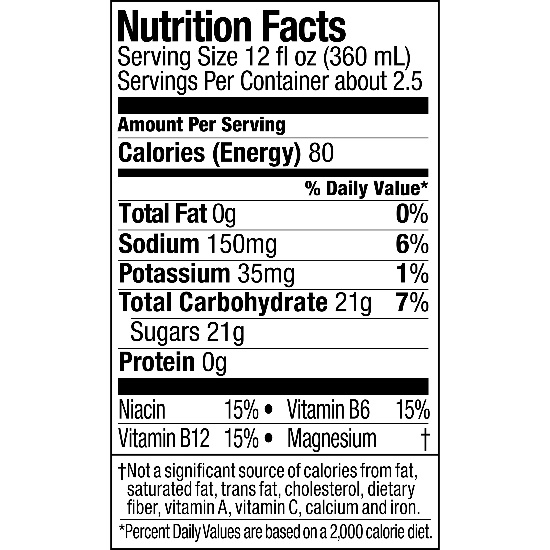 Nutrition Facts
Serving Size 12 fl oz (360 mL)
Servings Per Container about 2.5
Amount Per Serving
Calories (Energy) 80
% Daily Value*
Total Fat 0g 0%
Sodium 150mg 6%
Potassium 35mg 1%
Total Carbohydrate 21g 7%
Sugars 21g
Protein 0g
Niacin 15% • Vitamin B6 15%
Vitamin B12 15% • Magnesium †
†Not a significant source of calories from fat,
saturated fat, trans fat, cholesterol, dietary
fiber, vitamin A, vitamin C, calcium and iron.
*Percent Daily Values are based on a 2,000 calorie diet.